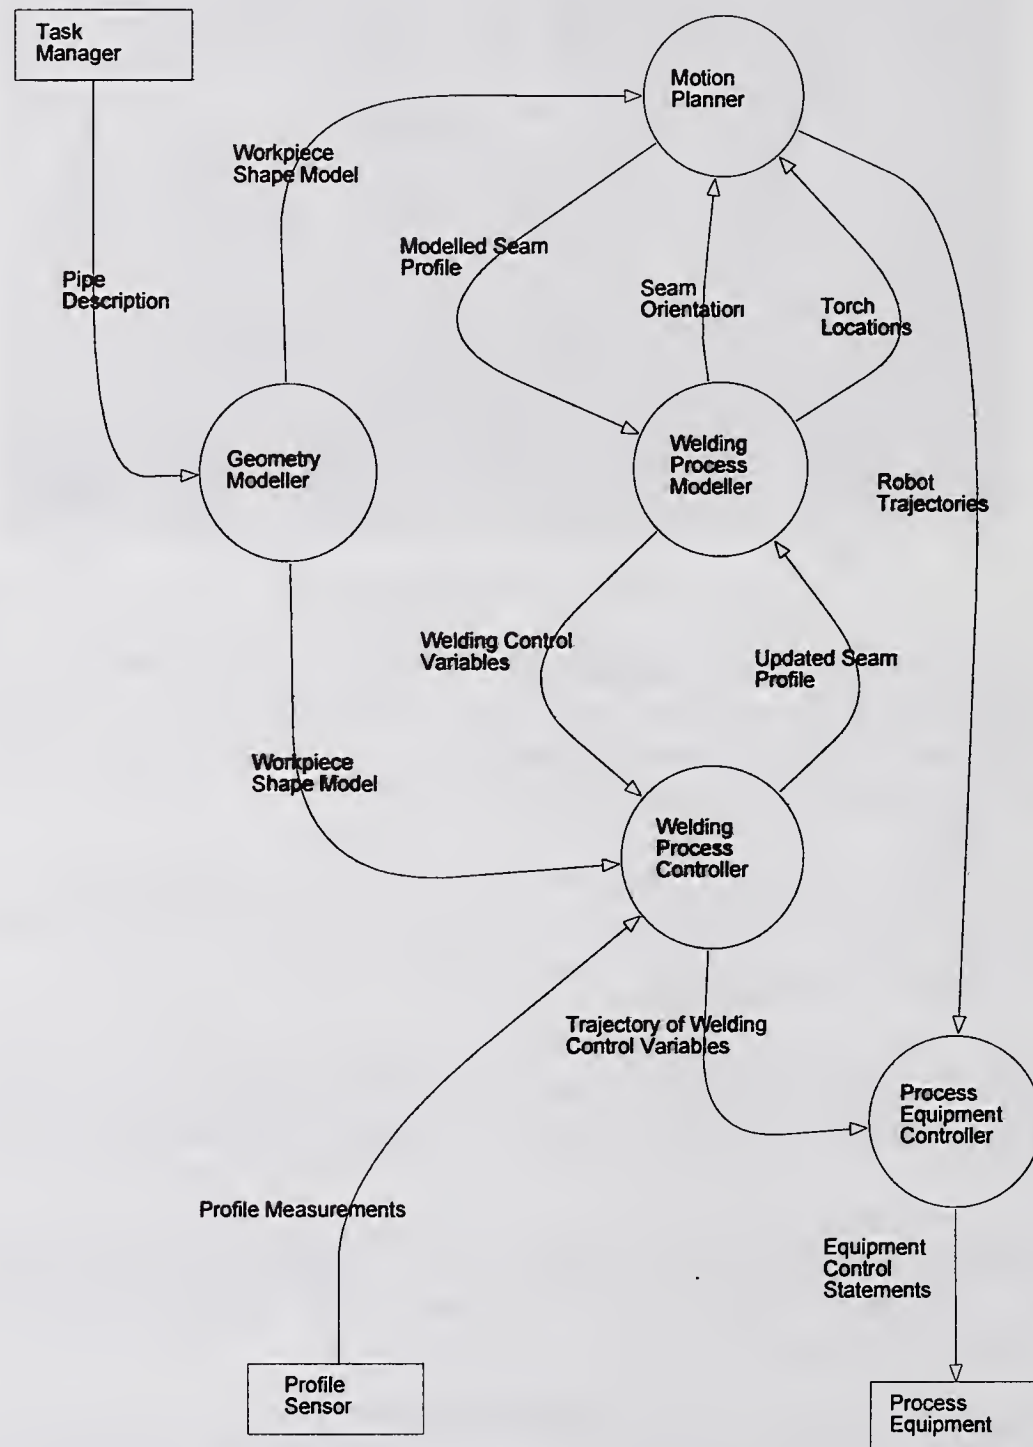 Task
Manager
Motion
Planner
Workpiece
Shape Model
Modelled Seam
Profile
Pipe
Description
Seam
Orientation
Torch
Locations
Geometry
Modeller
Welding
Process
Modeller
Robot
Trajectories
Welding Control
Variables
Updated Seam
Profile
Workpiece
Shape Model
Welding
Process
Controller
Trajectory of Welding
Control Variables
Process
Equipment
Controller
Profile Measurements
Equipment
Control
Statements
Profile
Sensor
Process
Equipment